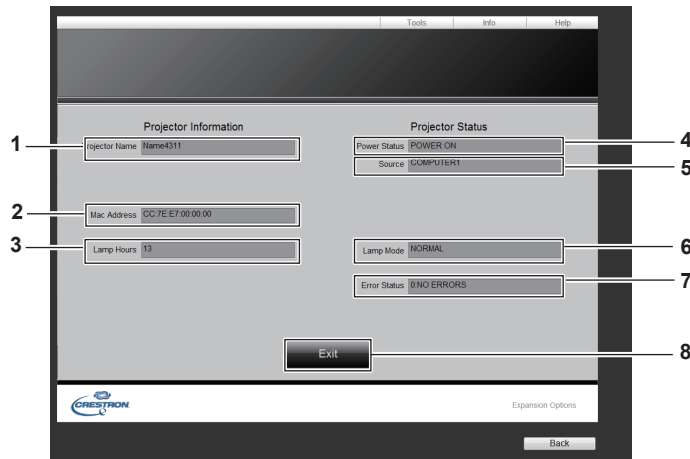 Tools Info Help
Projector Information Projector Status
1 rojector Name Name4311 Power Status POWER ON 4
Source COMPUTER1 5
2 Mac Address CC:7E:E7:00:00:00
3 Lamp Hours 13 Lamp Mode NORMAL 6
Error Status 0:NO ERRORS 7
Exit 8
CRESTRON Expansion Options
Back